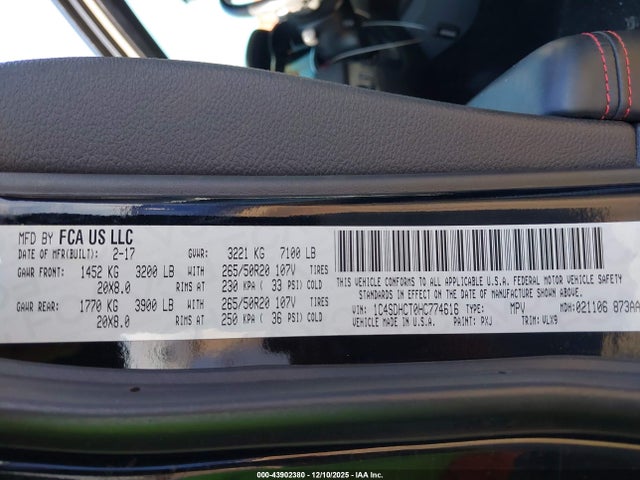 MFD BY FCA US LLC
DATE OF MFR(BUILT): 2-17 GVWR: 3221 KG 7100 LB
GAWR FRONT: 1452 KG 3200 LB WITH 265/50R20 107V TIRES
20X8.0 RIMS AT 230 KPA ( 33 PSI) COLD
GAWR REAR: 1770 KG 3900 LB WITH 265/50R20 107V TIRES
20X8.0 RIMS AT 250 KPA ( 36 PSI) COLD
THIS VEHICLE CONFORMS TO ALL APPLICABLE U.S.A. FEDERAL MOTOR VEHICLE SAFETY
STANDARDS IN EFFECT ON THE DATE OF MANUFACTURE SHOWN ABOVE.
VIN: 1C4SDHCT0HC774616 TYPE: MPV MDH:021106 873AA
VEHICLE MADE IN U.S.A. PAINT: PXJ TRIM: VLX9
000-43902380 - 12/10/2025 - IAA Inc.